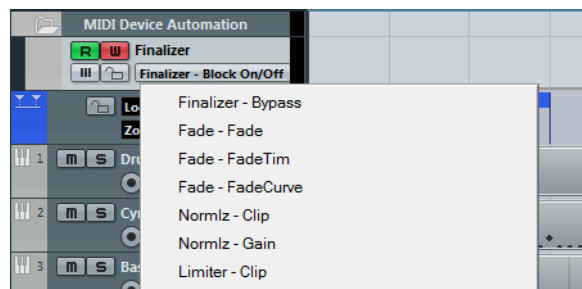 MIDI Device Automation
R W Finalizer
Finalizer - Block On/Off
Finalizer - Bypass
Fade - Fade
Fade - FadeTim
Fade - FadeCurve
Normlz - Clip
Normlz - Gain
Limiter - Clip
1 m S
2 m S
3 m S